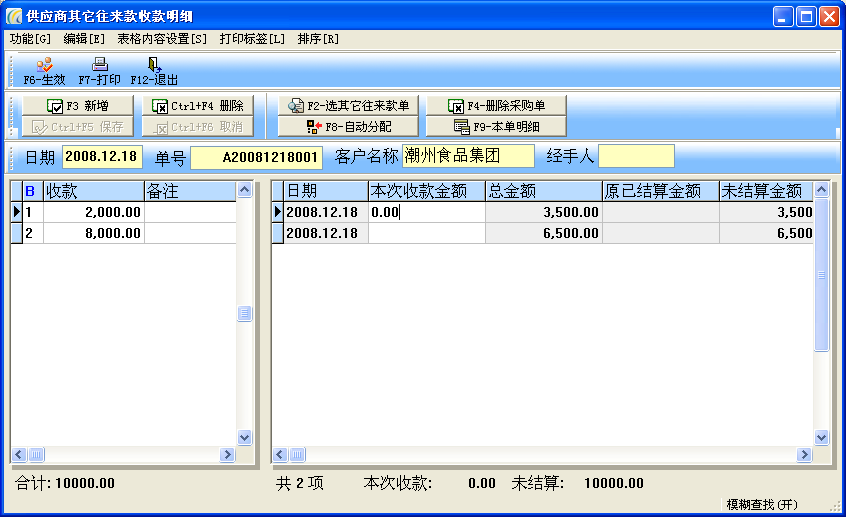 供应商其它往来款收款明细
功能[G] 编辑[E] 表格内容设置[S] 打印标签[L] 排序[R]
F6-生效 F7-打印 F12-退出
F3 新增 Ctrl+F4 删除 F2-选其它往来款单 F4-删除采购单
Ctrl+F5 保存 Ctrl+F6 取消 F8-自动分配 F9-本单明细
日期 2008.12.18 单号 A20081218001 客户名称 潮州食品集团 经手人
B 收款 备注 日期 本次收款金额 总金额 原已结算金额 未结算金额
1 2,000.00 2008.12.18 0.00 3,500.00 3,500
2 8,000.00 2008.12.18 6,500.00 6,500
合计: 10000.00 共 2 项 本次收款: 0.00 未结算: 10000.00
模糊查找(开)